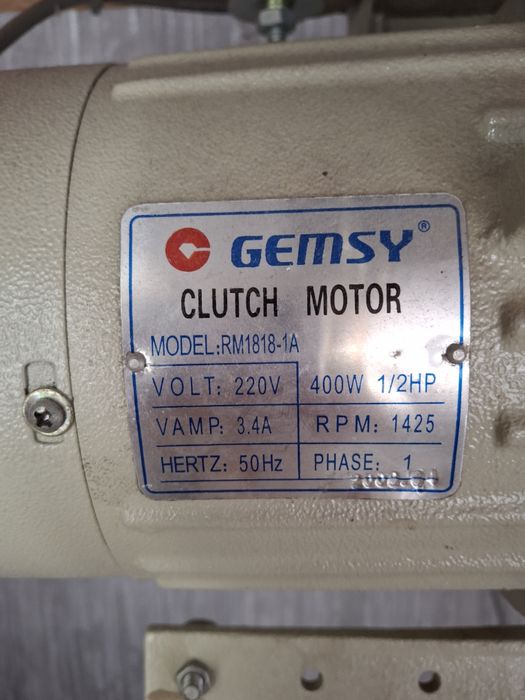 GEMSY®
CLUTCH MOTOR
MODEL:RM1818-1A
VOLT: 220V 400W 1/2HP
VAMP: 3.4A RPM: 1425
HERTZ: 50Hz PHASE: 1